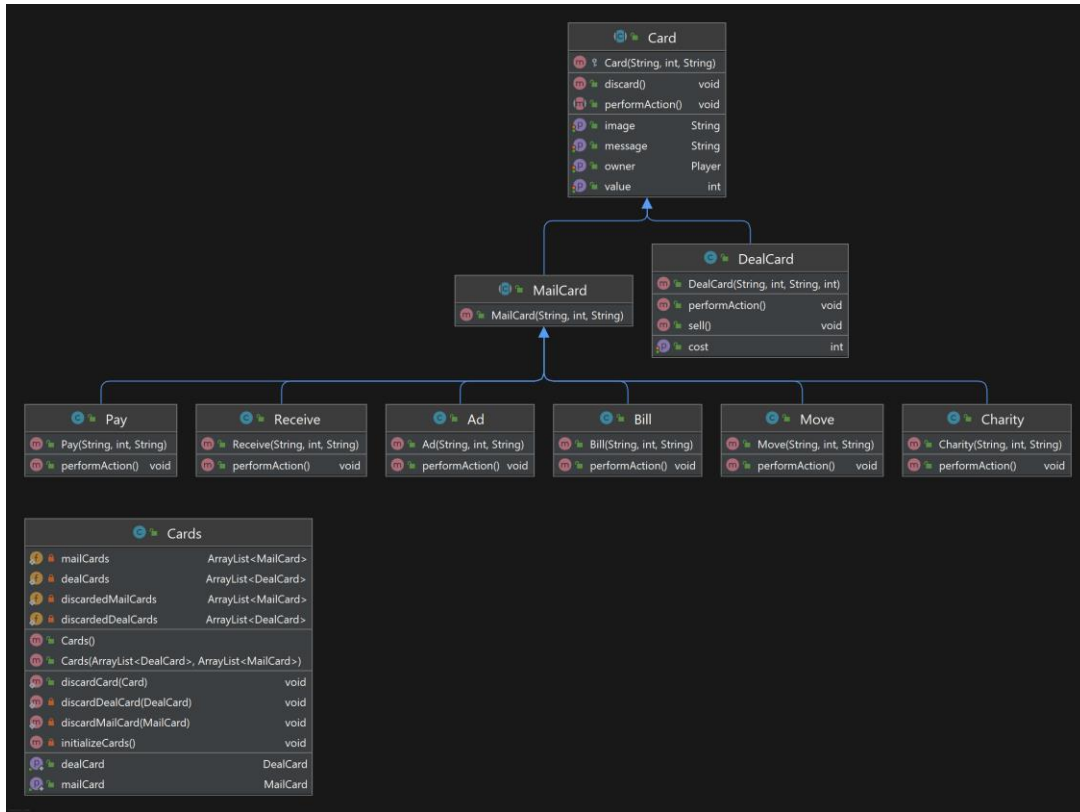 Card
Card(String, int, String)
discard() void
performAction() void
image String
message String
owner Player
value int
MailCard
MailCard(String, int, String)
DealCard
DealCard(String, int, String, int)
performAction() void
sell() void
cost int
Pay
Pay(String, int, String)
performAction() void
Receive
Receive(String, int, String)
performAction() void
Ad
Ad(String, int, String)
performAction() void
Bill
Bill(String, int, String)
performAction() void
Move
Move(String, int, String)
performAction() void
Charity
Charity(String, int, String)
performAction() void
Cards
mailCards ArrayList<MailCard>
dealCards ArrayList<DealCard>
discardedMailCards ArrayList<MailCard>
discardedDealCards ArrayList<DealCard>
Cards()
Cards(ArrayList<DealCard>, ArrayList<MailCard>)
discardCard(Card) void
discardDealCard(DealCard) void
discardMailCard(MailCard) void
initializeCards() void
dealCard DealCard
mailCard MailCard